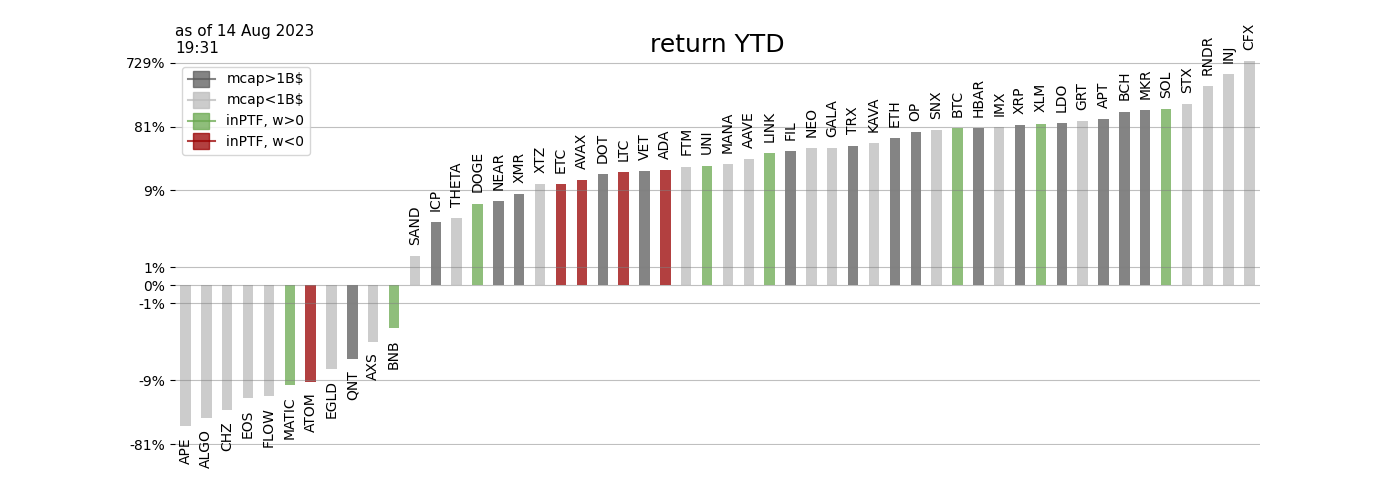 as of 14 Aug 2023
19:31
return YTD
mcap>1B$
mcap<1B$
inPTF, w>0
inPTF, w<0
729%
81%
9%
1%
0%
-1%
-9%
-81%
APE
ALGO
CHZ
EOS
FLOW
MATIC
ATOM
EGLD
QNT
AXS
BNB
SAND
ICP
THETA
DOGE
NEAR
XMR
XTZ
ETC
AVAX
DOT
LTC
VET
ADA
FTM
UNI
MANA
AAVE
LINK
FIL
NEO
GALA
TRX
KAVA
ETH
OP
SNX
BTC
HBAR
IMX
XRP
XLM
LDO
GRT
APT
BCH
MKR
SOL
STX
RNDR
INJ
CFX